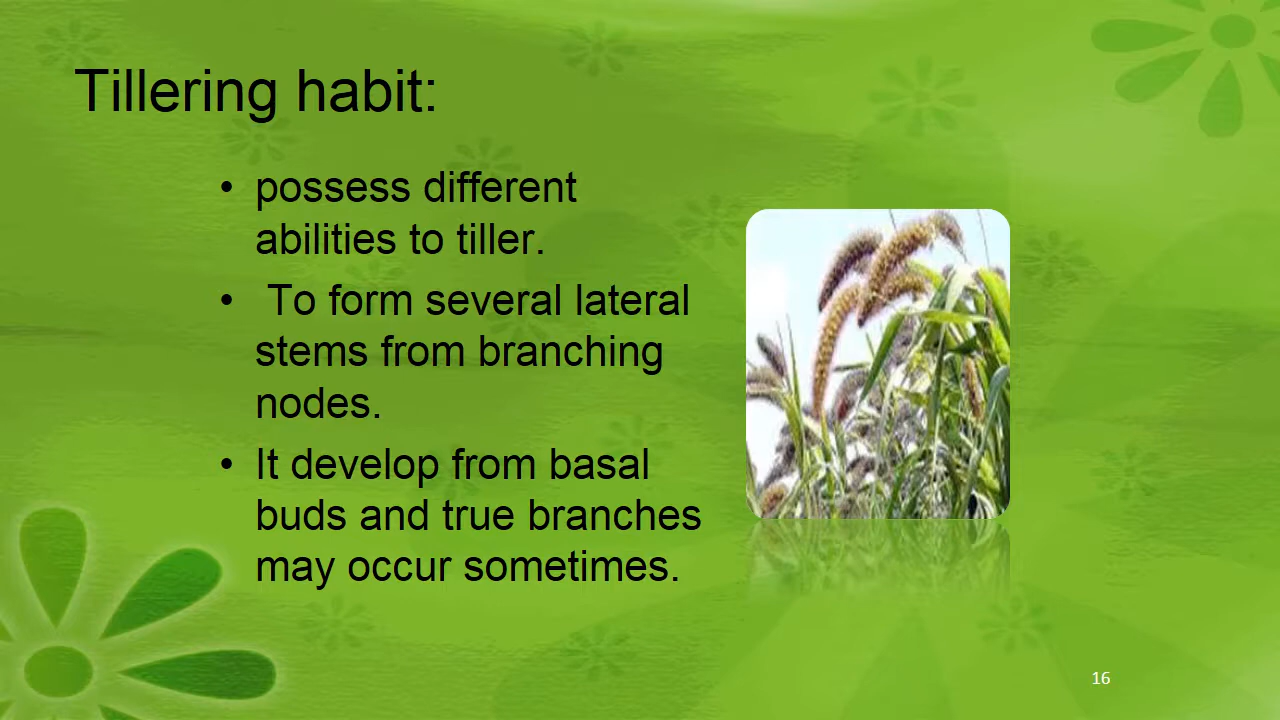 Tillering habit:
• possess different
abilities to tiller.
• To form several lateral
stems from branching
nodes.
• It develop from basal
buds and true branches
may occur sometimes.
16